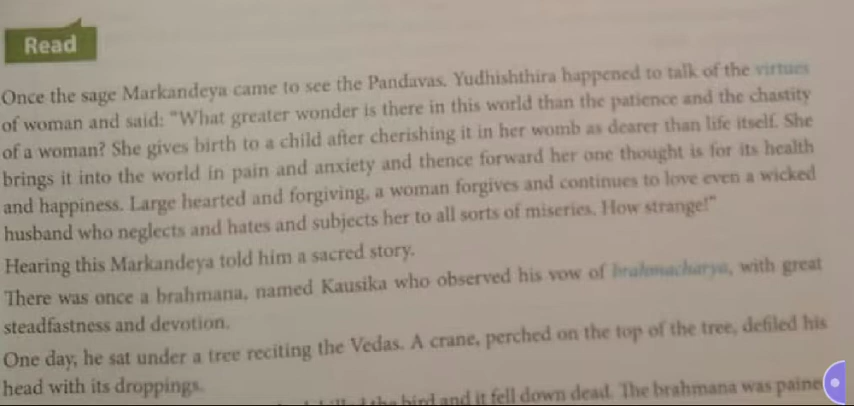 Read
Once the sage Markandeya came to see the Pandavas. Yudhishthira happened to talk of the virtues
of woman and said: "What greater wonder is there in this world than the patience and the chastity
of a woman? She gives birth to a child after cherishing it in her womb as dearer than life itself. She
brings it into the world in pain and anxiety and thence forward her one thought is for its health
and happiness. Large hearted and forgiving, a woman forgives and continues to love even a wicked
husband who neglects and hates and subjects her to all sorts of miseries. How strange!"
Hearing this Markandeya told him a sacred story.
There was once a brahmana, named Kausika who observed his vow of brahmacharya, with great
steadfastness and devotion.
One day, he sat under a tree reciting the Vedas. A crane, perched on the top of the tree, defiled his
head with its droppings.
the bird and it fell down dead. The brahmana was